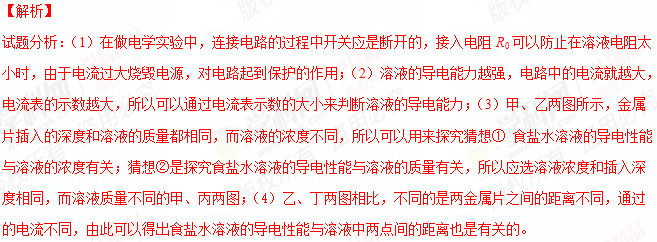 【解析】
试题分析：（1）在做电学实验中，连接电路的过程中开关应是断开的，接入电阻 R₀可以防止在溶液电阻太
小时，由于电流过大烧毁电源，对电路起到保护的作用；（2）溶液的导电能力越强，电路中的电流就越大，
电流表的示数越大，所以可以通过电流表示数的大小来判断溶液的导电能力；（3）甲、乙两图所示，金属
片插入的深度和溶液的质量都相同，而溶液的浓度不同，所以可以用来探究猜想① 食盐水溶液的导电性能
与溶液的浓度有关；猜想②是探究食盐水溶液的导电性能与溶液的质量有关，所以应选溶液浓度和插入深
度相同，而溶液质量不同的甲、丙两图；（4）乙、丁两图相比，不同的是两金属片之间的距离不同，通过
的电流不同，由此可以得出食盐水溶液的导电性能与溶液中两点间的距离也是有关的。